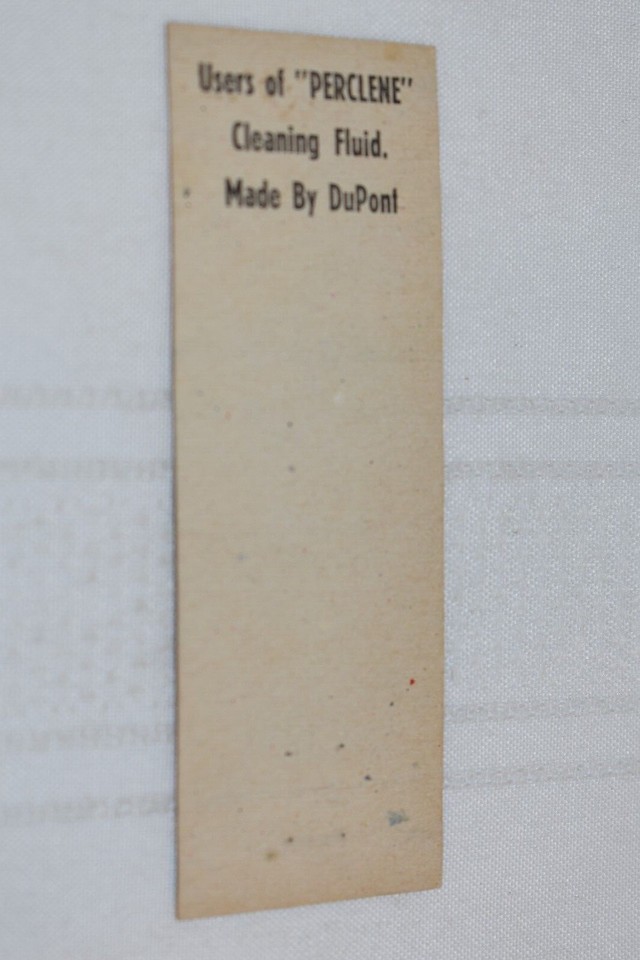 Users of "PERCLENE"
Cleaning Fluid.
Made By DuPont